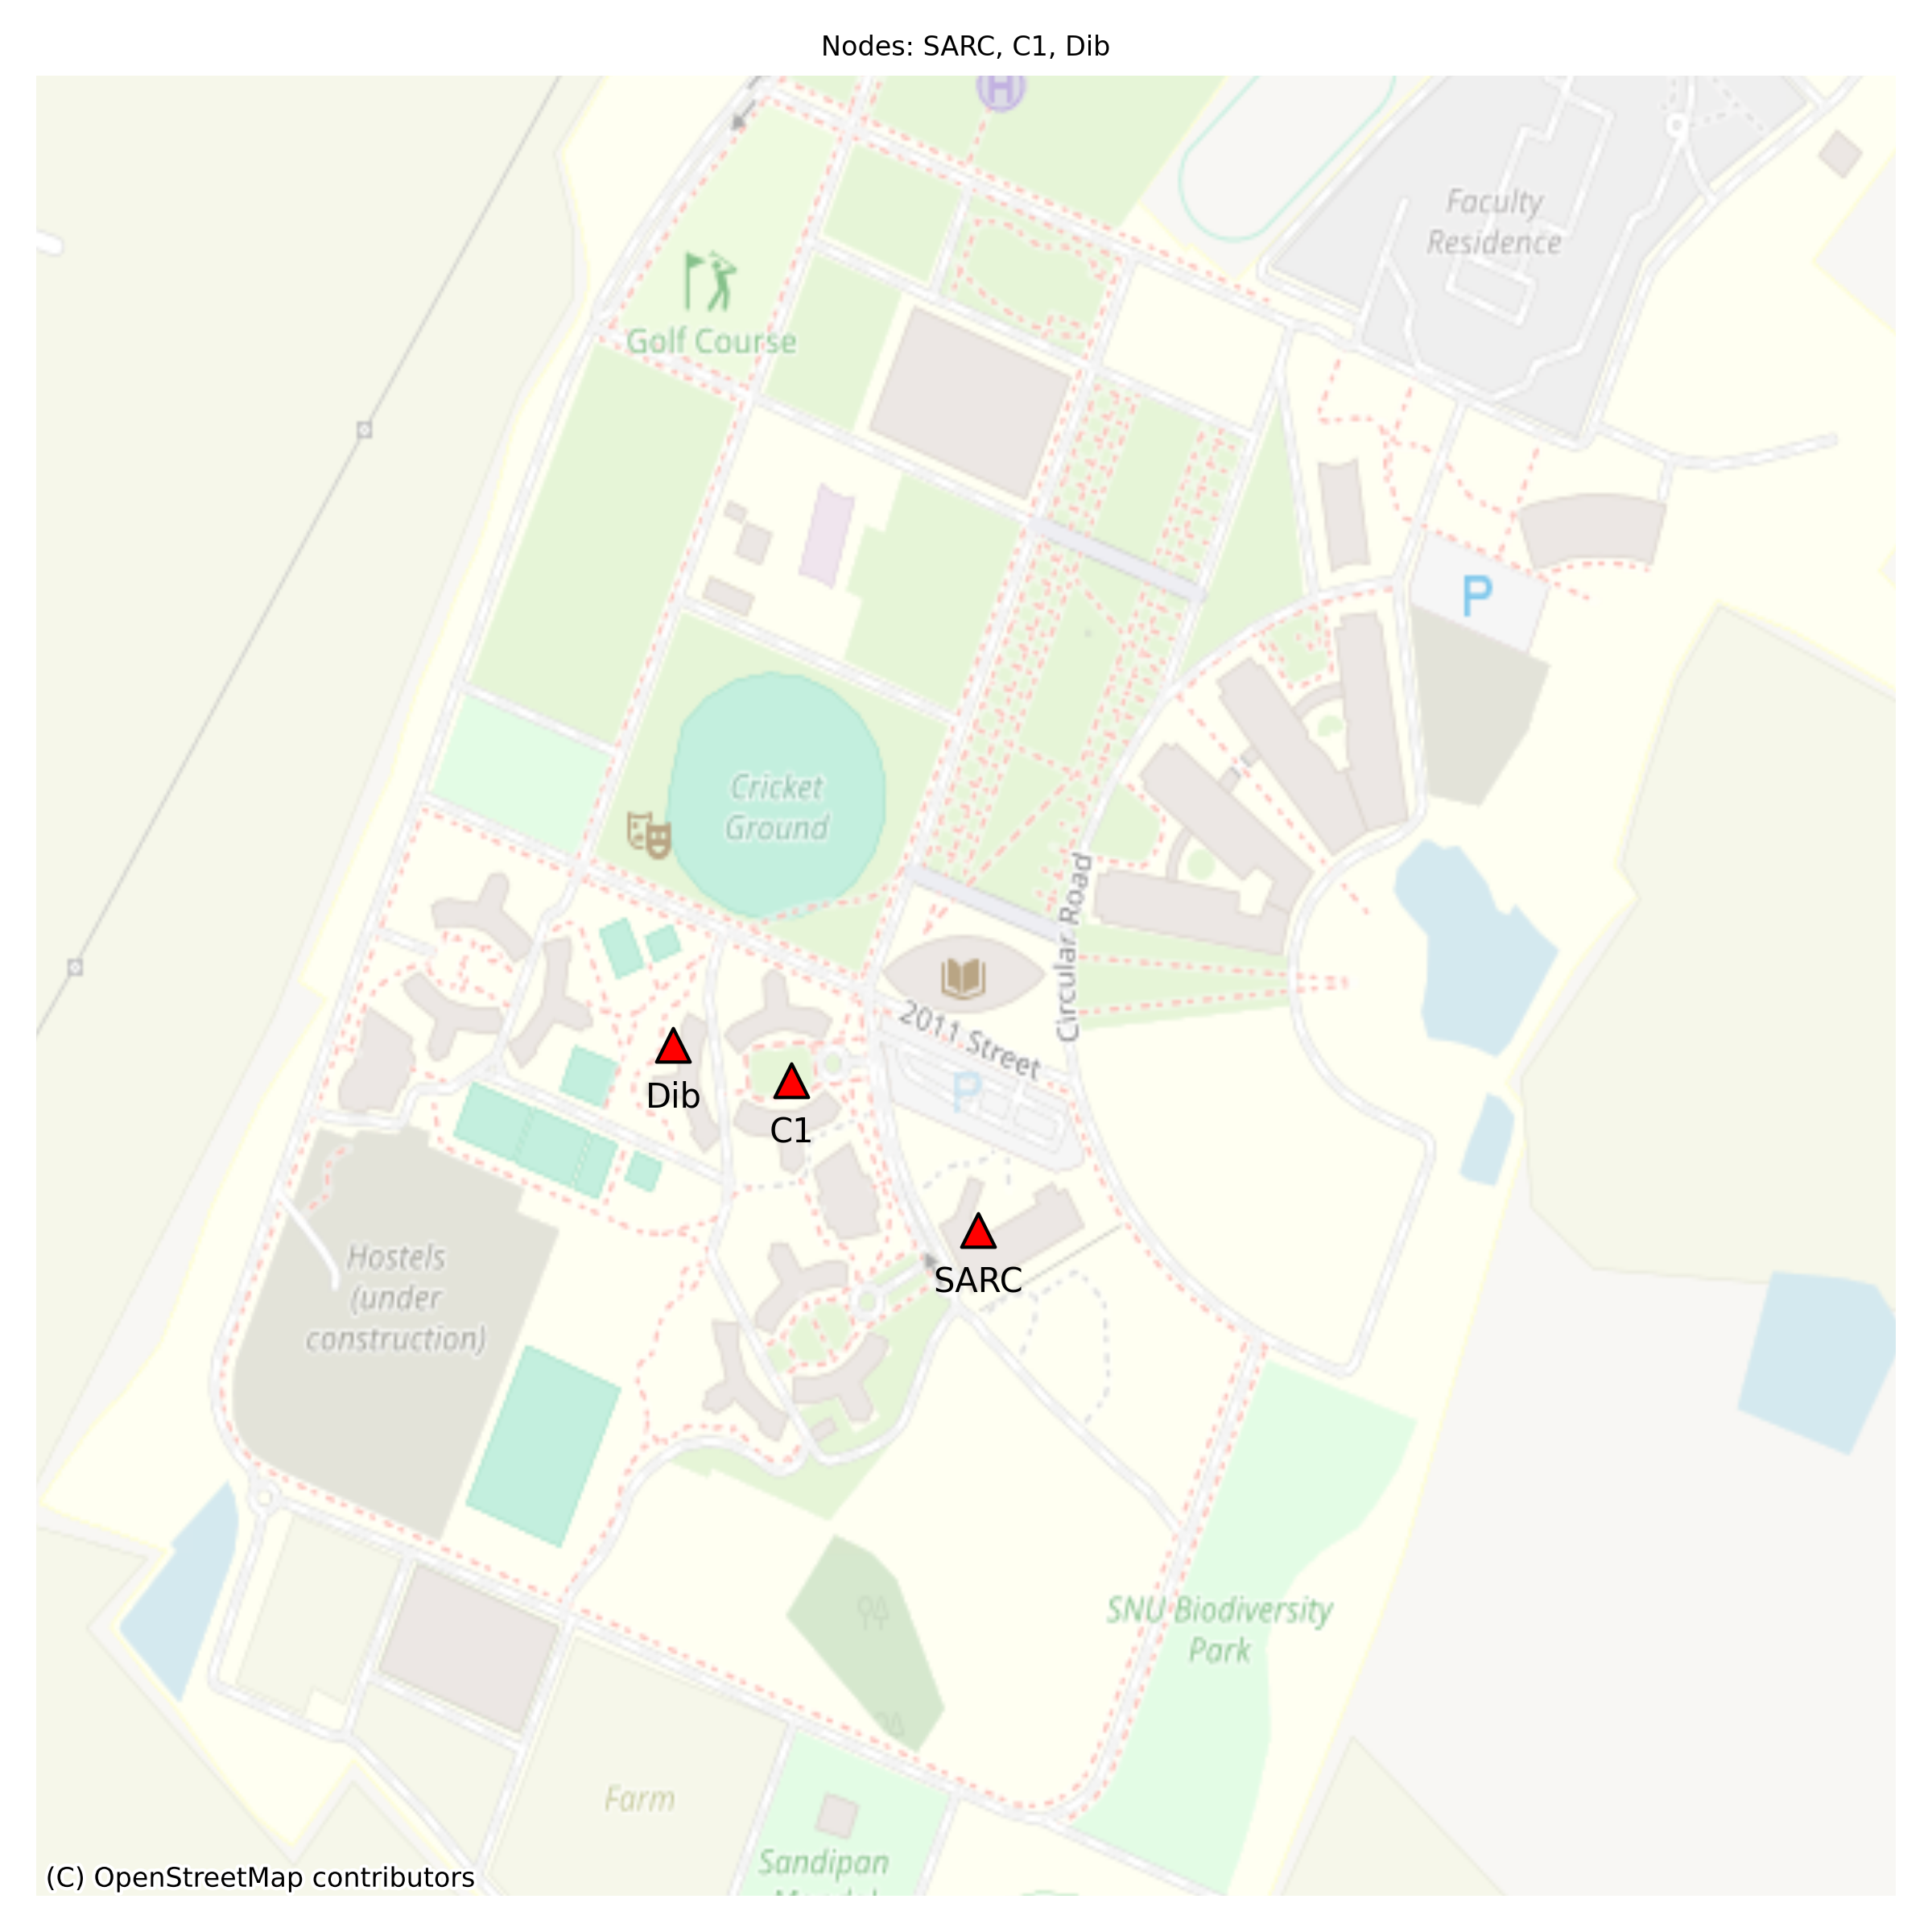 Nodes: SARC, C1, Dib
H
Faculty
Residence
Golf Course
P
Cricket
Ground
Circular Road
2011 Street
P
Dib
C1
SARC
Hostels
(under
construction)
SNU Biodiversity
Park
Farm
Sandipan
(C) OpenStreetMap contributors